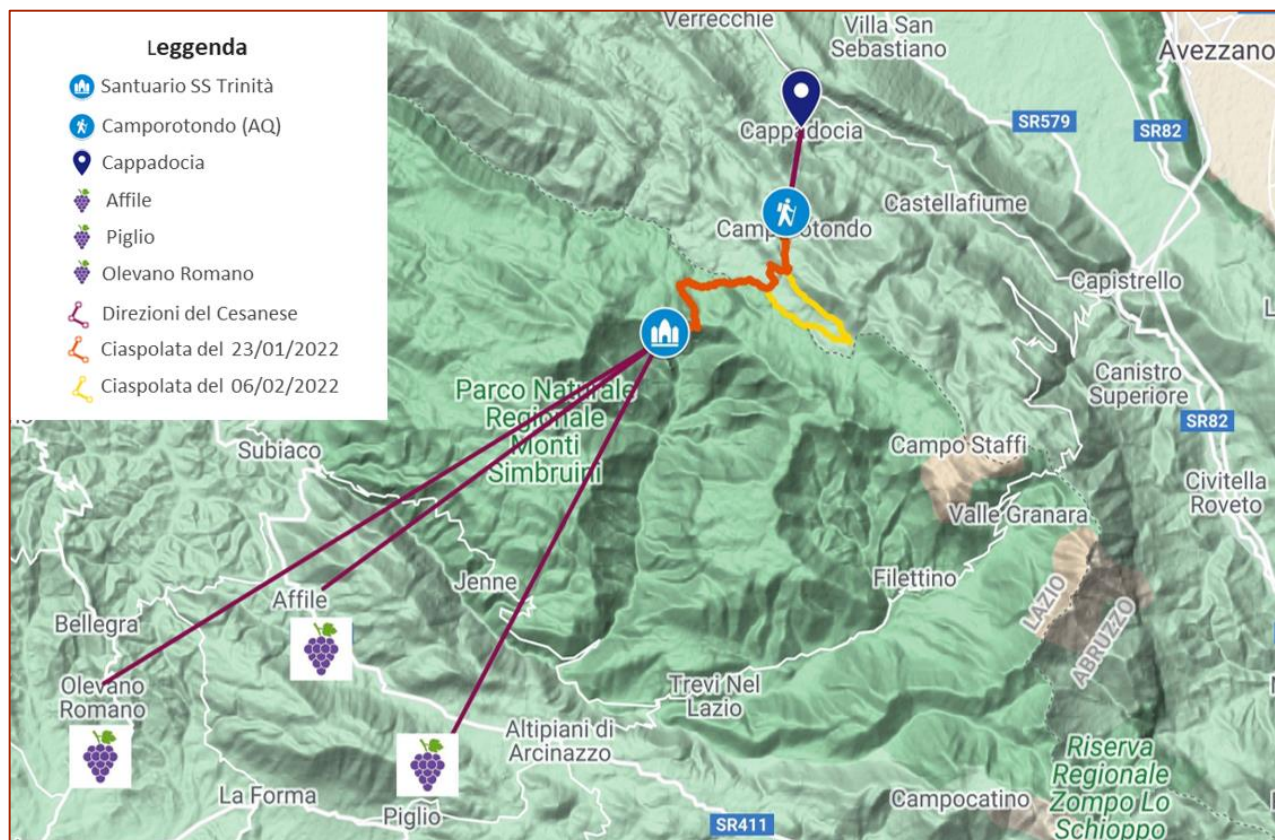 Leggenda
Santuario SS Trinità
Camporotondo (AQ)
Cappadocia
Affile
Piglio
Olevano Romano
Direzioni del Cesanese
Ciaspolata del 23/01/2022
Ciaspolata del 06/02/2022
Verrecchie
Villa San
Sebastiano
Avezzano
SR579
SR82
Cappadocia
Castellafiume
Camporotondo
Capistrello
Canistro
Superiore
SR82
Parco Naturale
Regionale
Monti
Simbruini
Subiaco
Campo Staffi
Civitella
Roveto
Valle Granara
Filettino
Jenne
Affile
LAZIO
ABRUZZO
Bellegra
Olevano
Romano
Trevi Nel
Lazio
Altipiani di
Arcinazzo
La Forma
Piglio
SR411
Campocatino
Riserva
Regionale
Zompo Lo
Schioppo